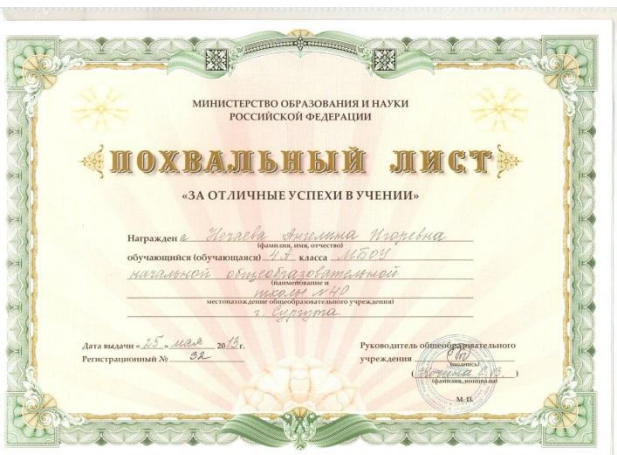 МИНИСТЕРСТВО ОБРАЗОВАНИЯ И НАУКИ
РОССИЙСКОЙ ФЕДЕРАЦИИ
ПОХВАЛЬНЫЙ ЛИСТ
«ЗА ОТЛИЧНЫЕ УСПЕХИ В УЧЕНИИ»
Награжден а Нечаева Ангелина Игоревна
(фамилия, имя, отчество)
обучающийся (обучающаяся) 4 А класса МБОУ
начальной общеобразовательной
(наименование и
школы №40
местонахождение общеобразовательного учреждения)
г. Сургута
Дата выдачи « 25 » мая 2013 г.
Регистрационный № 32
Руководитель общеобразовательного
учреждения
(подпись)
(фамилия, инициалы)
М. П.